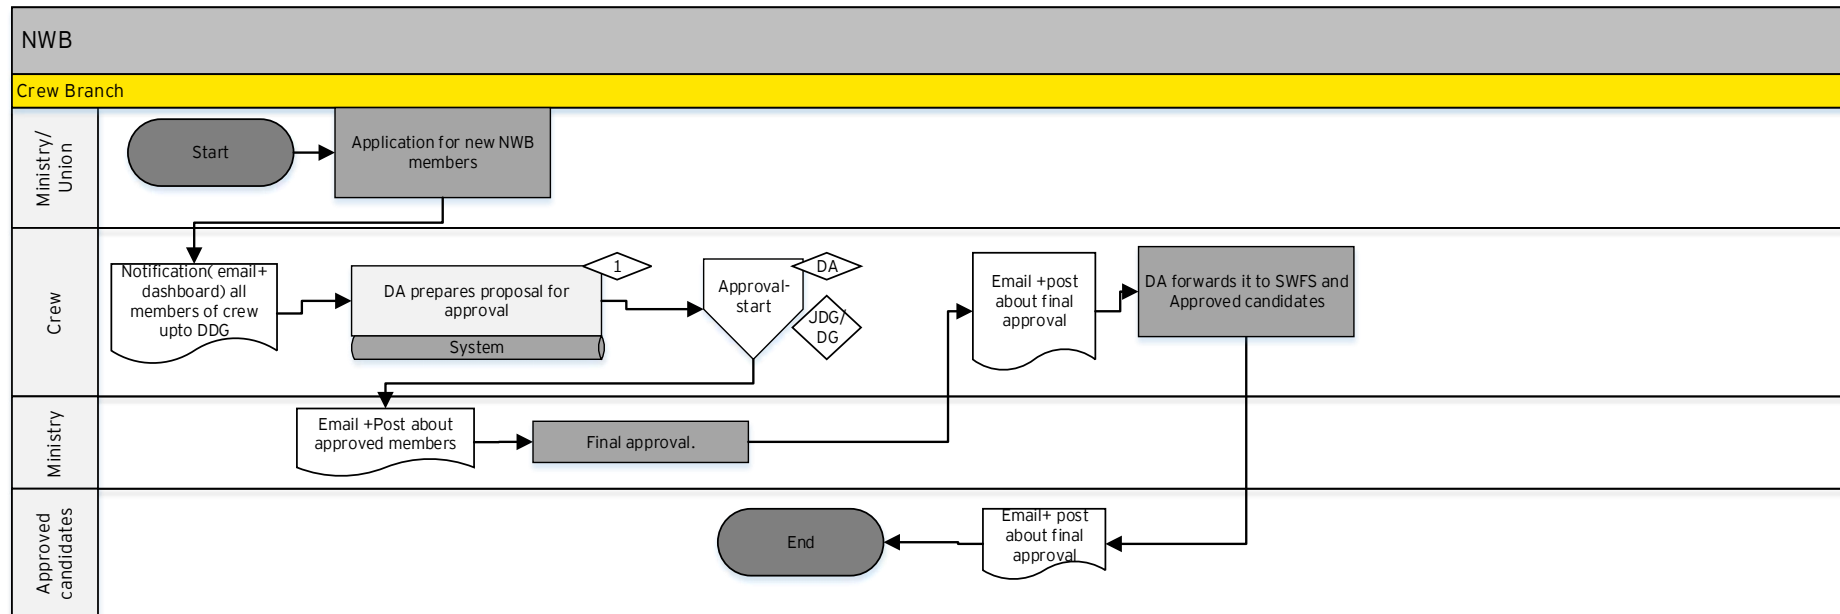 NWB
Crew Branch
Ministry/
Union
Start
Application for new NWB
members
Crew
Notification( email+
dashboard) all
members of crew
upto DDG
DA prepares proposal for
approval
System
1
Approval-
start
DA
JDG/
DG
Email +post
about final
approval
DA forwards it to SWFS and
Approved candidates
Ministry
Email +Post about
approved members
Final approval.
Approved
candidates
End
Email+ post
about final
approval